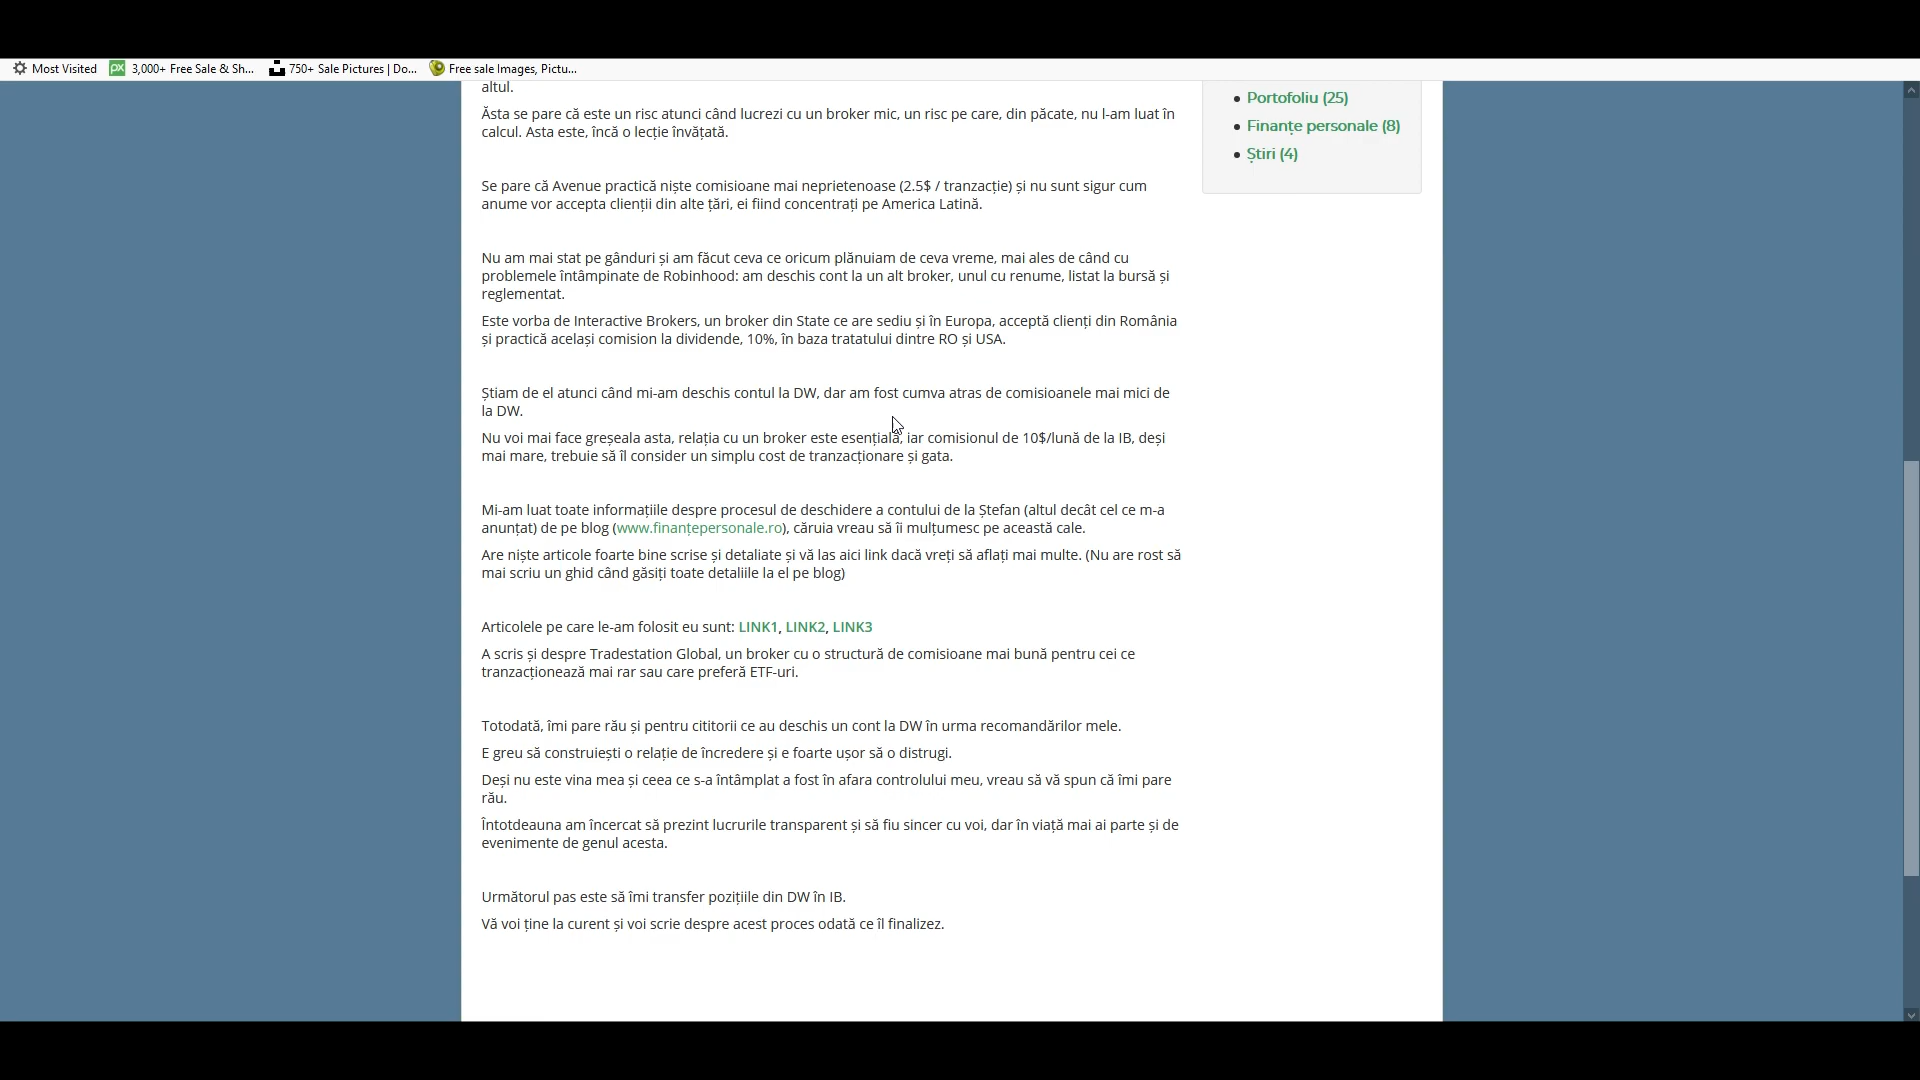 Most Visited
3,000+ Free Sale & Sh...
750+ Sale Pictures | Do...
Free sale Images, Pictu...
altul.
Ăsta se pare că este un risc atunci când lucrezi cu un broker mic, un risc pe care, din păcate, nu l-am luat în
calcul. Asta este, încă o lecție învățată.
Se pare că Avenue practică niște comisioane mai neprietenoase (2.5$ / tranzacție) și nu sunt sigur cum
anume vor accepta clienții din alte țări, ei fiind concentrați pe America Latină.
Nu am mai stat pe gânduri și am făcut ceva ce oricum plănuiam de ceva vreme, mai ales de când cu
problemele întâmpinate de Robinhood: am deschis cont la un alt broker, unul cu renume, listat la bursă și
reglementat.
Este vorba de Interactive Brokers, un broker din State ce are sediu și în Europa, acceptă clienți din România
și practică același comision la dividende, 10%, în baza tratatului dintre RO și USA.
Știam de el atunci când mi-am deschis contul la DW, dar am fost cumva atras de comisioanele mai mici de
la DW.
Nu voi mai face greșeala asta, relația cu un broker este esențială, iar comisionul de 10$/lună de la IB, deși
mai mare, trebuie să îl consider un simplu cost de tranzacționare și gata.
Mi-am luat toate informațiile despre procesul de deschidere a contului de la Ștefan (altul decât cel ce m-a
anunțat) de pe blog (www.finanțepersonale.ro), căruia vreau să îi mulțumesc pe această cale.
Are niște articole foarte bine scrise și detaliate și vă las aici link dacă vreți să aflați mai multe. (Nu are rost să
mai scriu un ghid când găsiți toate detaliile la el pe blog)
Articolele pe care le-am folosit eu sunt: LINK1, LINK2, LINK3
A scris și despre Tradestation Global, un broker cu o structură de comisioane mai bună pentru cei ce
tranzacționează mai rar sau care preferă ETF-uri.
Totodată, îmi pare rău și pentru cititorii ce au deschis un cont la DW în urma recomandărilor mele.
E greu să construiești o relație de încredere și e foarte ușor să o distrugi.
Deși nu este vina mea și ceea ce s-a întâmplat a fost în afara controlului meu, vreau să vă spun că îmi pare
rău.
Întotdeauna am încercat să prezint lucrurile transparent și să fiu sincer cu voi, dar în viață mai ai parte și de
evenimente de genul acesta.
Următorul pas este să îmi transfer pozițiile din DW în IB.
Vă voi ține la curent și voi scrie despre acest proces odată ce îl finalizez.
Portofoliu (25)
Finanțe personale (8)
Știri (4)